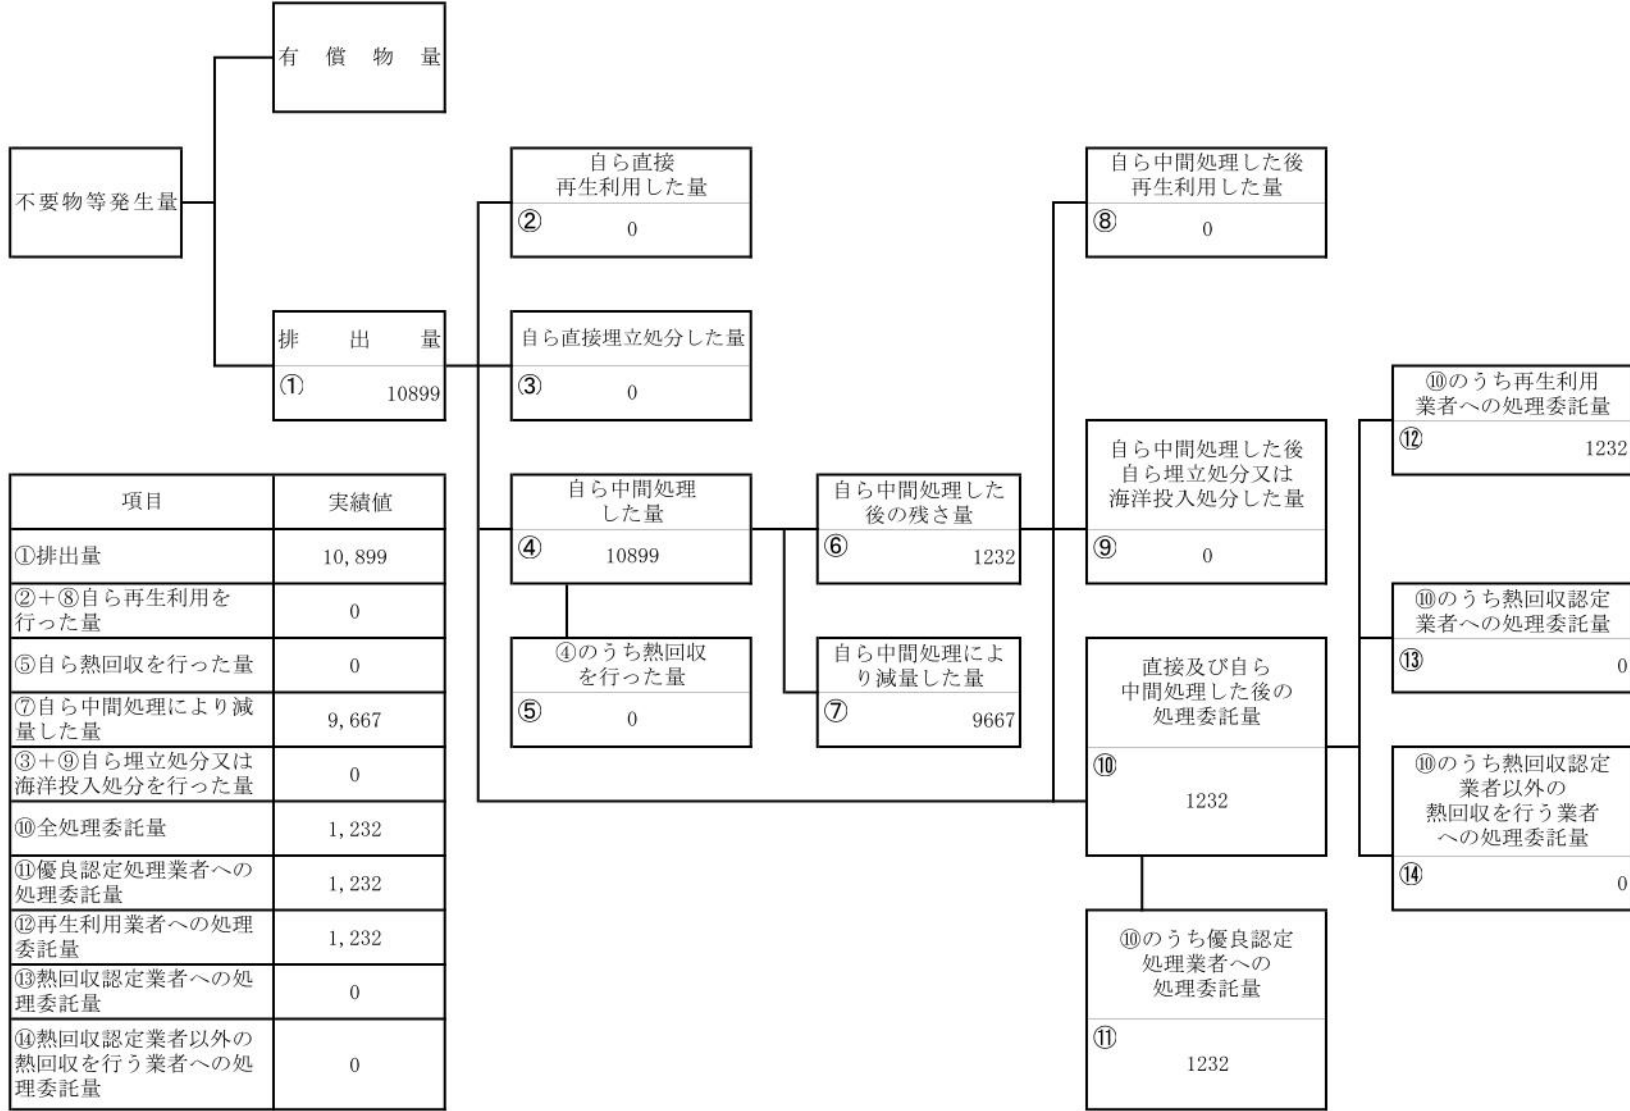 有償物量
不要物等発生量
排出量
①
10899
自ら直接
再生利用した量
②
0
自ら直接埋立処分した量
③
0
自ら中間処理
した量
④
10899
④のうち熱回収
を行った量
⑤
0
自ら中間処理した
後の残さ量
⑥
1232
自ら中間処理によ
り減量した量
⑦
9667
自ら中間処理した後
再生利用した量
⑧
0
自ら中間処理した後
自ら埋立処分又は
海洋投入処分した量
⑨
0
直接及び自ら
中間処理した後の
処理委託量
⑩
1232
⑩のうち優良認定
処理業者への
処理委託量
⑪
1232
⑩のうち再生利用
業者への処理委託量
⑫
1232
⑩のうち熱回収認定
業者への処理委託量
⑬
0
⑩のうち熱回収認定
業者以外の
熱回収を行う業者
への処理委託量
⑭
0
項目 実績値
①排出量 10,899
②+⑧自ら再生利用を
行った量 0
⑤自ら熱回収を行った量 0
⑦自ら中間処理により減
量した量 9,667
③+⑨自ら埋立処分又は
海洋投入処分を行った量 0
⑩全処理委託量 1,232
⑪優良認定処理業者への
処理委託量 1,232
⑫再生利用業者への処理
委託量 1,232
⑬熱回収認定業者への処
理委託量 0
⑭熱回収認定業者以外の
熱回収を行う業者への処
理委託量 0